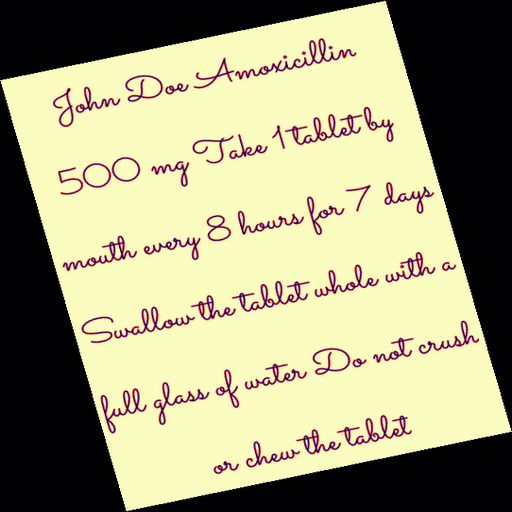 John Doe Amoxicillin
500 mg Take 1 tablet by
mouth every 8 hours for 7 days
Swallow the tablet whole with a
full glass of water Do not crush
or chew the tablet